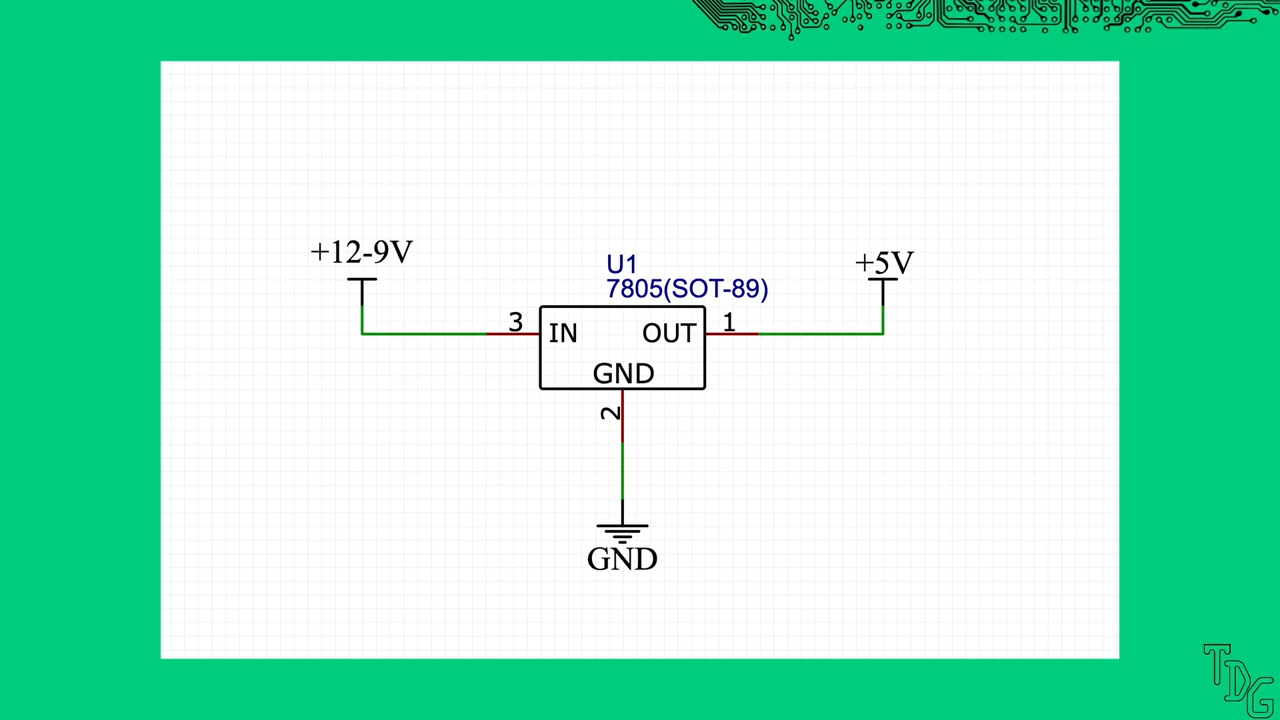 +12-9V
U1
7805(SOT-89)
+5V
3
IN
OUT
1
GND
2
GND
TDG